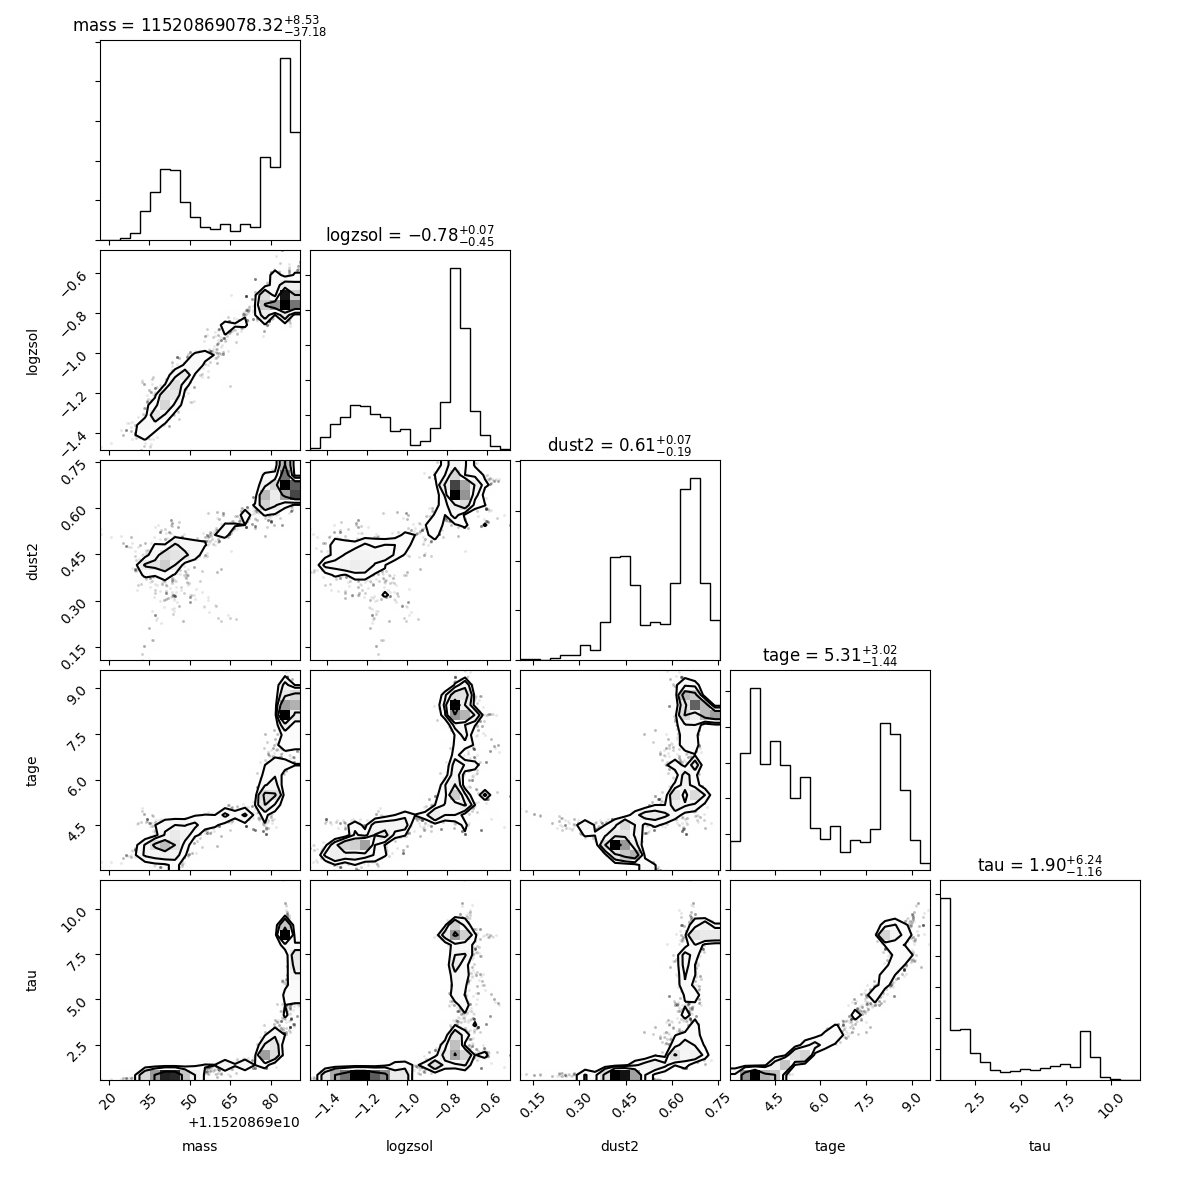 mass = 11520869078.32+8.53 −37.18
logzsol = −0.78+0.07 −0.45
−0.6
−0.8
−1.0
−1.2
−1.4
logzsol
dust2 = 0.61+0.07 −0.19
0.75
0.60
0.45
0.30
0.15
dust2
tage = 5.31+3.02 −1.44
9.0
7.5
6.0
4.5
tage
tau = 1.90+6.24 −1.16
10.0
7.5
5.0
2.5
tau
20 35 50 65 80
+1.1520869e10
mass
−1.4 −1.2 −1.0 −0.8 −0.6
logzsol
0.15 0.30 0.45 0.60 0.75
dust2
4.5 6.0 7.5 9.0
tage
2.5 5.0 7.5 10.0
tau